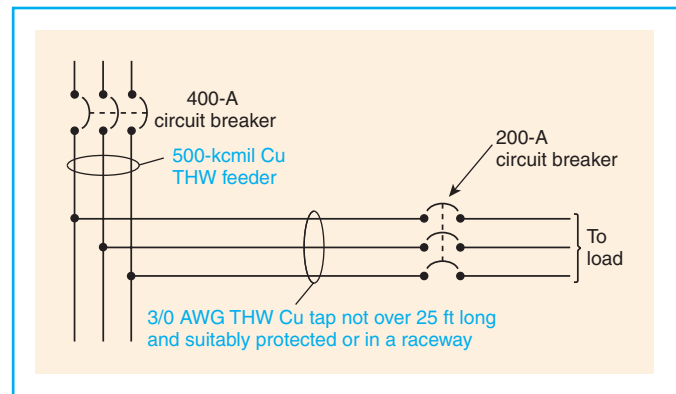 400-A
circuit breaker
500-kcmil Cu
THW feeder
200-A
circuit breaker
To
load
3/0 AWG THW Cu tap not over 25 ft long
and suitably protected or in a raceway